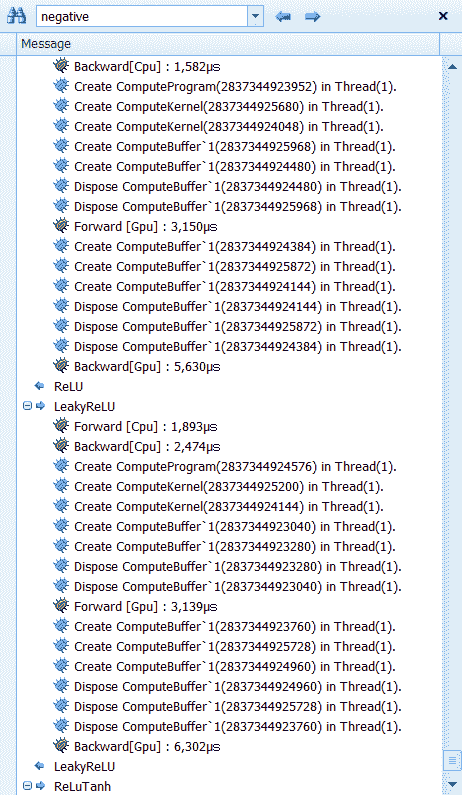 negative
Message
Backward[Cpu] : 1,582µs
Create ComputeProgram(2837344923952) in Thread(1).
Create ComputeKernel(2837344925680) in Thread(1).
Create ComputeKernel(2837344924048) in Thread(1).
Create ComputeBuffer`1(2837344925968) in Thread(1).
Create ComputeBuffer`1(2837344924480) in Thread(1).
Dispose ComputeBuffer`1(2837344924480) in Thread(1).
Dispose ComputeBuffer`1(2837344925968) in Thread(1).
Forward [Gpu] : 3,150µs
Create ComputeBuffer`1(2837344924384) in Thread(1).
Create ComputeBuffer`1(2837344925872) in Thread(1).
Create ComputeBuffer`1(2837344924144) in Thread(1).
Dispose ComputeBuffer`1(2837344924144) in Thread(1).
Dispose ComputeBuffer`1(2837344925872) in Thread(1).
Dispose ComputeBuffer`1(2837344924384) in Thread(1).
Backward[Gpu] : 5,630µs
ReLU
LeakyReLU
Forward [Cpu] : 1,893µs
Backward[Cpu] : 2,474µs
Create ComputeProgram(2837344924576) in Thread(1).
Create ComputeKernel(2837344925200) in Thread(1).
Create ComputeKernel(2837344924144) in Thread(1).
Create ComputeBuffer`1(2837344923040) in Thread(1).
Create ComputeBuffer`1(2837344923280) in Thread(1).
Dispose ComputeBuffer`1(2837344923280) in Thread(1).
Dispose ComputeBuffer`1(2837344923040) in Thread(1).
Forward [Gpu] : 3,139µs
Create ComputeBuffer`1(2837344923760) in Thread(1).
Create ComputeBuffer`1(2837344925728) in Thread(1).
Create ComputeBuffer`1(2837344924960) in Thread(1).
Dispose ComputeBuffer`1(2837344924960) in Thread(1).
Dispose ComputeBuffer`1(2837344925728) in Thread(1).
Dispose ComputeBuffer`1(2837344923760) in Thread(1).
Backward[Gpu] : 6,302µs
LeakyReLU
ReLuTanh